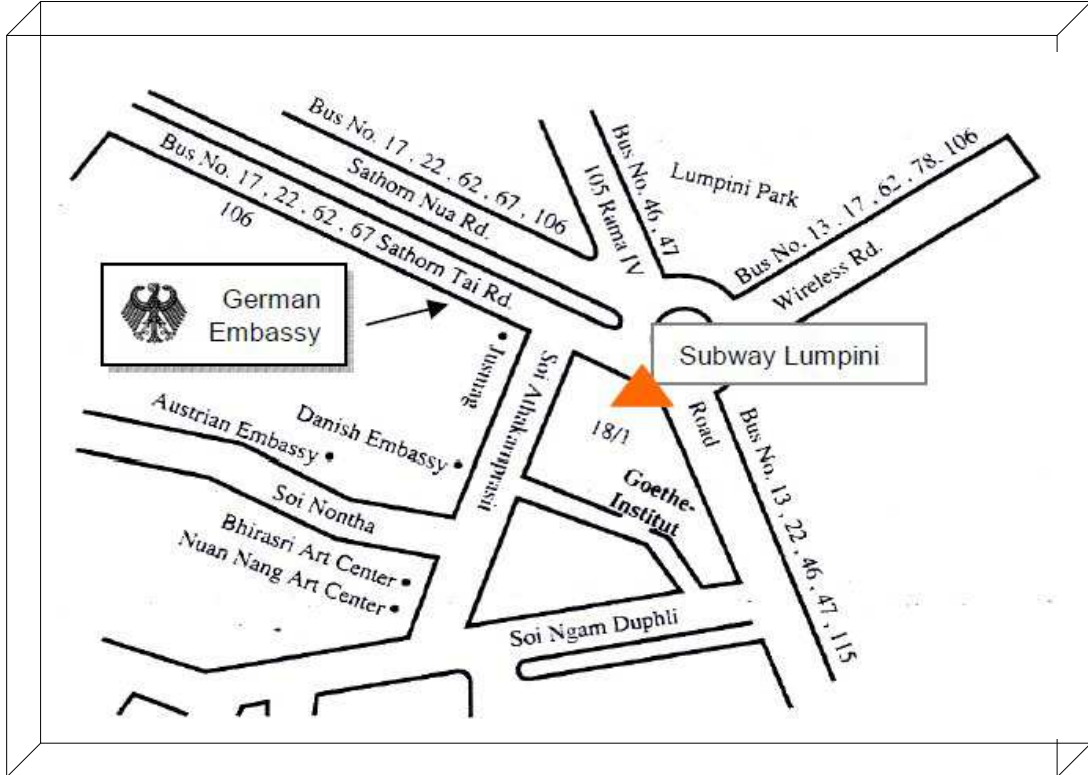 Bus No. 17 , 22 , 62 , 67, 106
Sathorn Nua Rd.
Bus No. 17 , 22 , 62 , 67 Sathorn Tai Rd.
106
105 Rama IV
Bus No. 46 , 47
Lumpini Park
Bus No. 13 , 17 , 62 , 78. 106
Wireless Rd.
German
Embassy
Subway Lumpini
Jusmag
Soi Athakarnprasit
Austrian Embassy
Danish Embassy
18/1
Road
Goethe-
Institut
Bus No. 13 , 22 , 46 , 47 , 115
Soi Nontha
Bhirasri Art Center
Nuan Nang Art Center
Soi Ngam Duphli